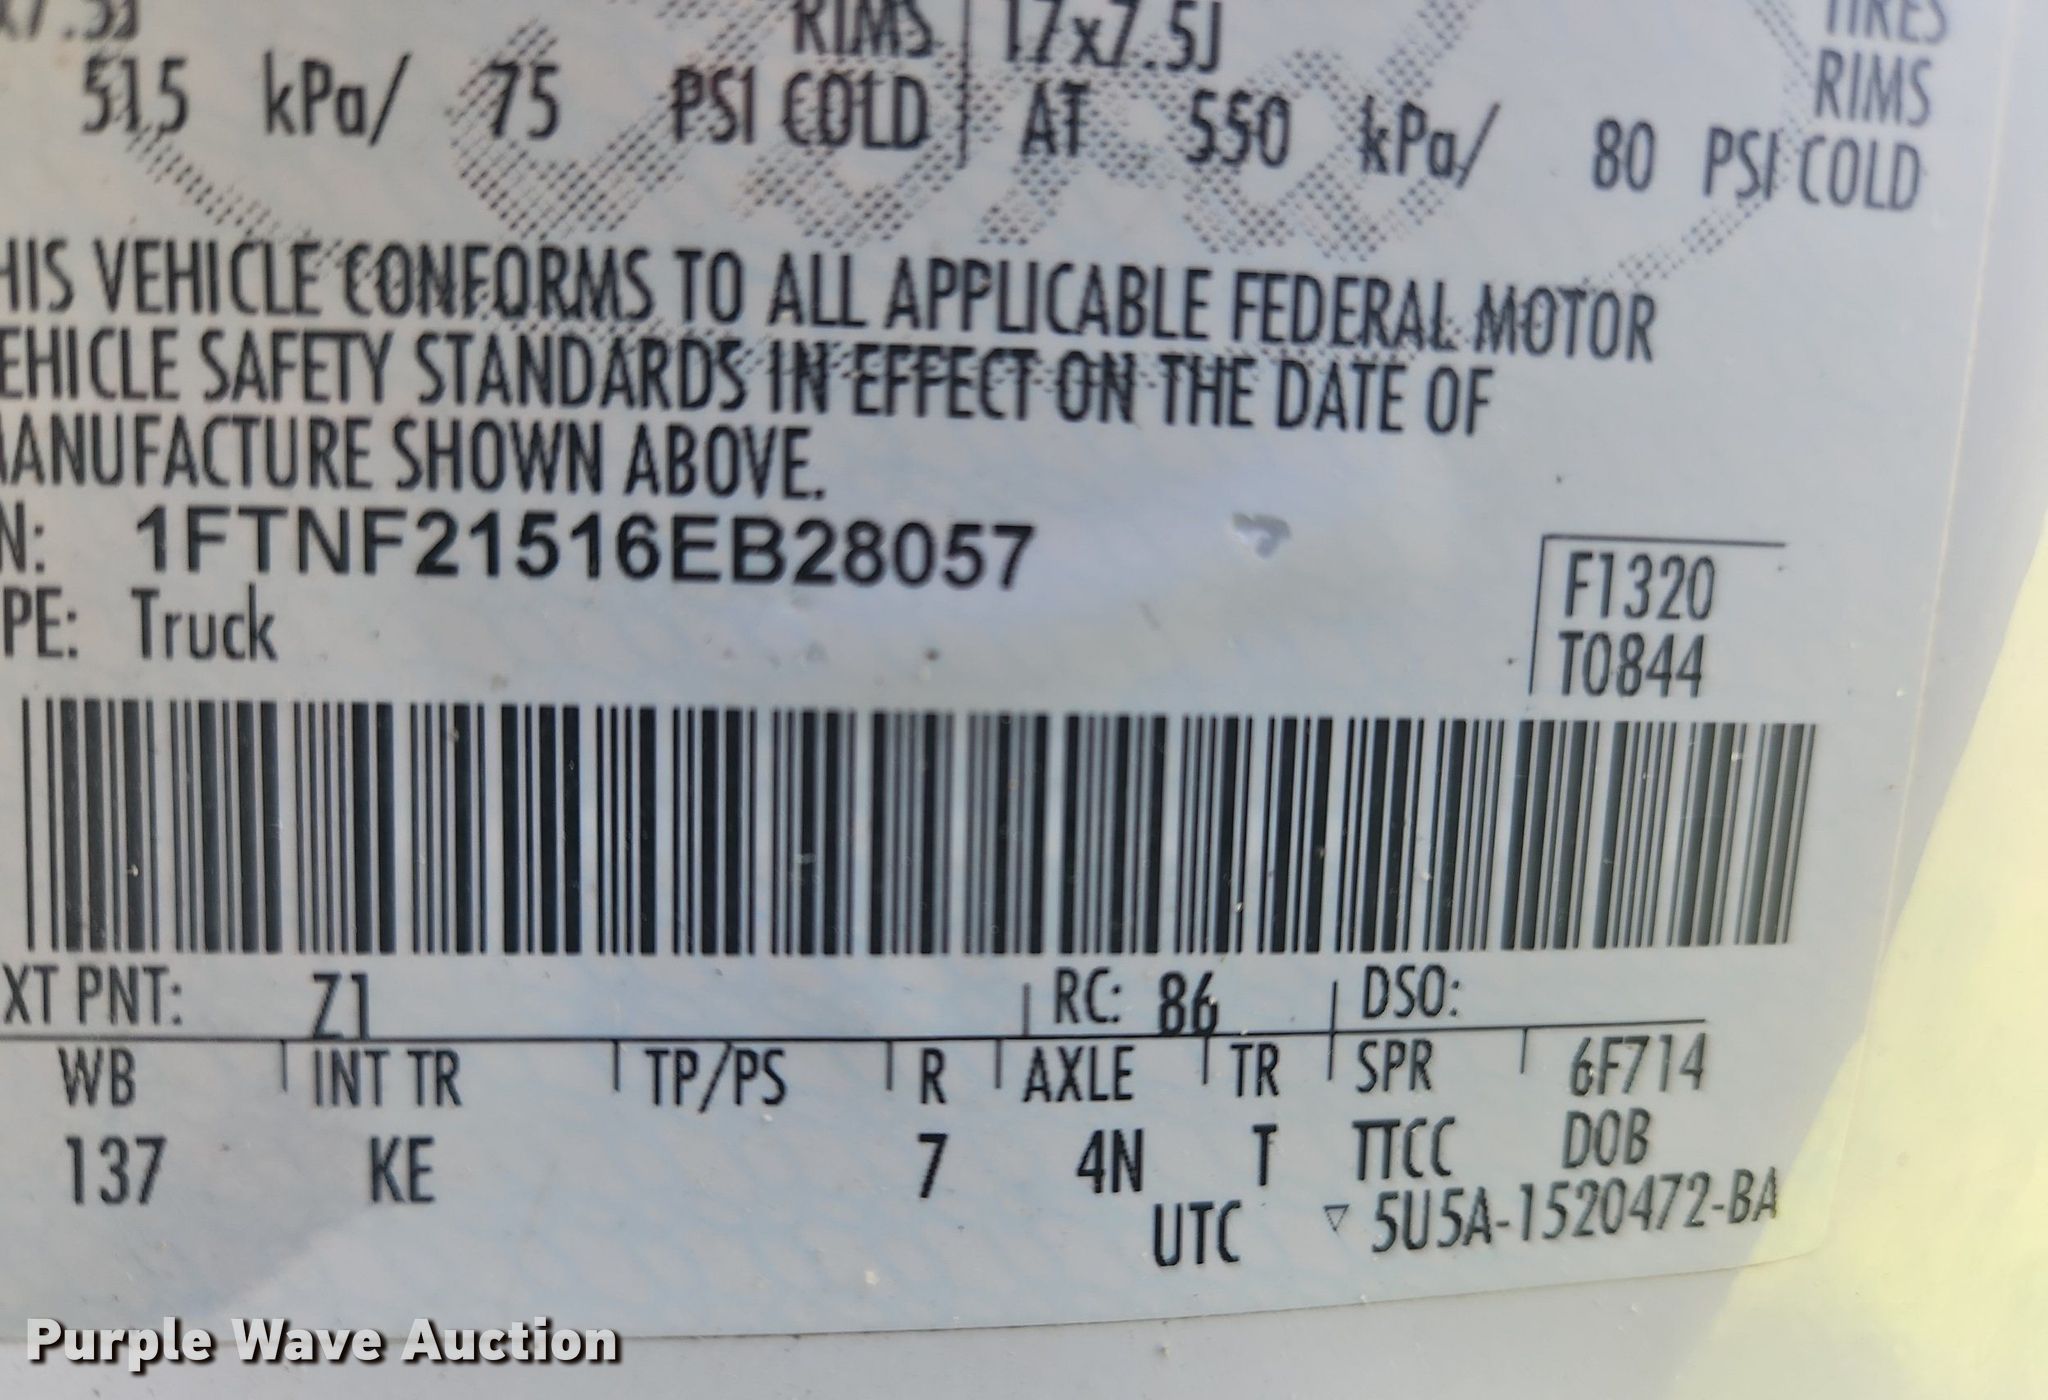 x7.5J RIMS 17x7.5J TIRES
515 kPa/ 75 PSI COLD AT 550 kPa/ 80 RIMS
PSI COLD
HIS VEHICLE CONFORMS TO ALL APPLICABLE FEDERAL MOTOR
EHICLE SAFETY STANDARDS IN EFFECT ON THE DATE OF
MANUFACTURE SHOWN ABOVE.
N: 1FTNF21516EB28057
PE: Truck
F1320
T0844
XT PNT: Z1 RC: 86 DSO:
WB INT TR TP/PS R AXLE TR SPR 6F714
137 KE 7 4N T TTCC DOB
UTC ▽ 5U5A-1520472-BA
Purple Wave Auction